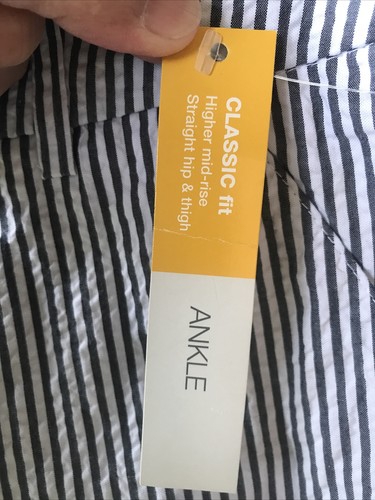 CLASSIC fit
Higher mid-rise
Straight hip & thigh
ANKLE